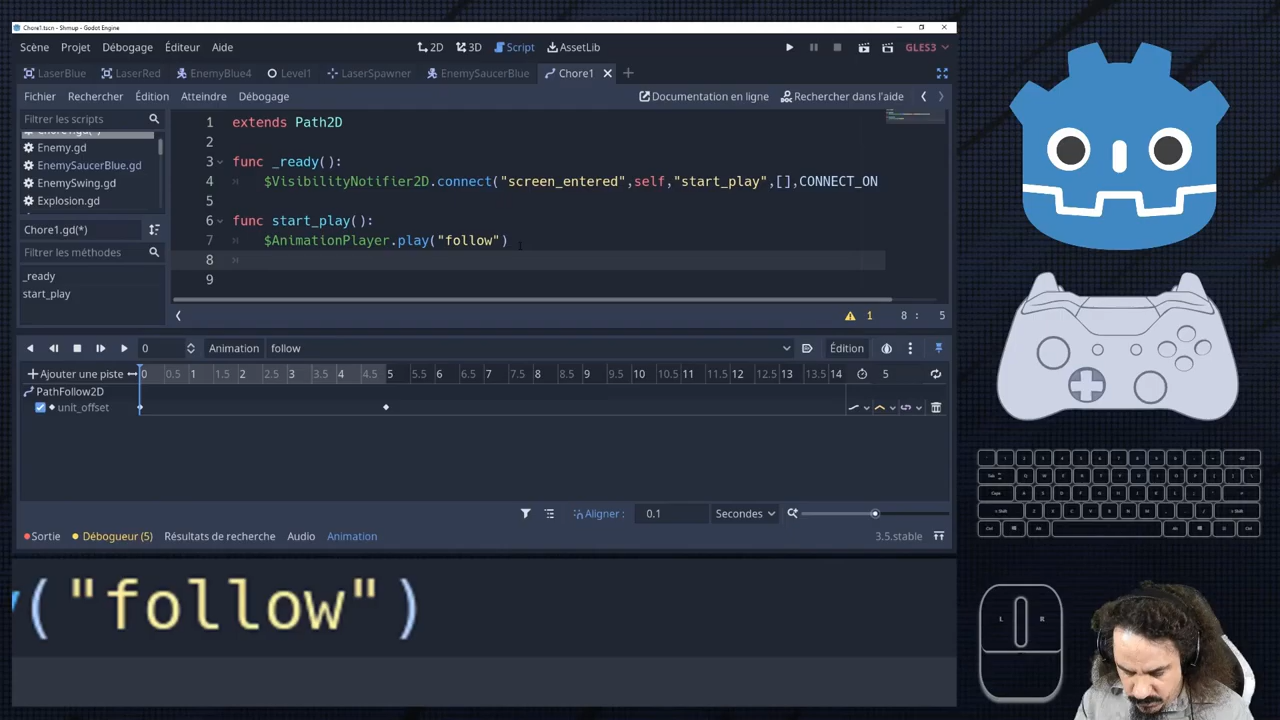 Chore1.tscn - Shmup - Godot Engine
Scène Projet Débogage Éditeur Aide
2D 3D Script AssetLib
GLES3
LaserBlue LaserRed EnemyBlue4 Level1 LaserSpawner EnemySaucerBlue Chore1
Fichier Rechercher Édition Atteindre Débogage
Documentation en ligne Rechercher dans l'aide
Filtrer les scripts
Chore1.gd(*)
Enemy.gd
EnemySaucerBlue.gd
EnemySwing.gd
Explosion.gd
Chore1.gd(*)
Filtrer les méthodes
_ready
start_play
1 extends Path2D
2
3 func _ready():
4 $VisibilityNotifier2D.connect("screen_entered",self,"start_play",[],CONNECT_ON
5
6 func start_play():
7 $AnimationPlayer.play("follow")
8
9
1 8 : 5
0 Animation follow Édition
Ajouter une piste 0 0.5 1 1.5 2 2.5 3 3.5 4 4.5 5 5.5 6 6.5 7 7.5 8 8.5 9 9.5 10 10.5 11 11.5 12 12.5 13 13.5 14 5
PathFollow2D
unit_offset
Aligner : 0.1 Secondes
Sortie Débogueur (5) Résultats de recherche Audio Animation 3.5.stable
("follow")
L R